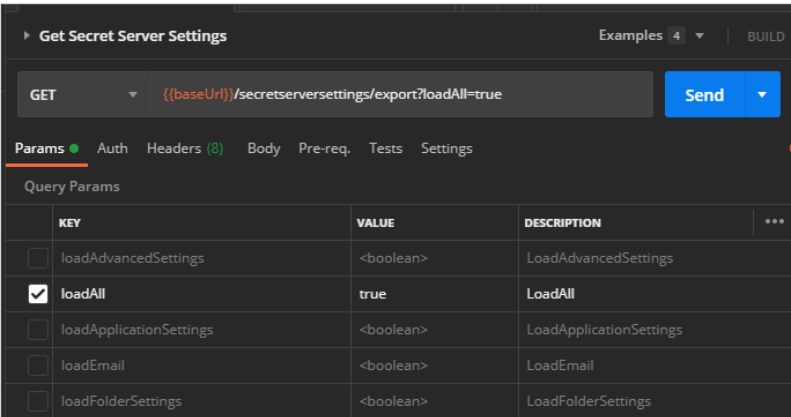 Get Secret Server Settings Examples 4 BUILD
GET {{baseUrl}}/secretserversettings/export?loadAll=true Send
Params Auth Headers (8) Body Pre-req. Tests Settings
Query Params
KEY VALUE DESCRIPTION
loadAdvancedSettings <boolean> LoadAdvancedSettings
loadAll true LoadAll
loadApplicationSettings <boolean> LoadApplicationSettings
loadEmail <boolean> LoadEmail
loadFolderSettings <boolean> LoadFolderSettings